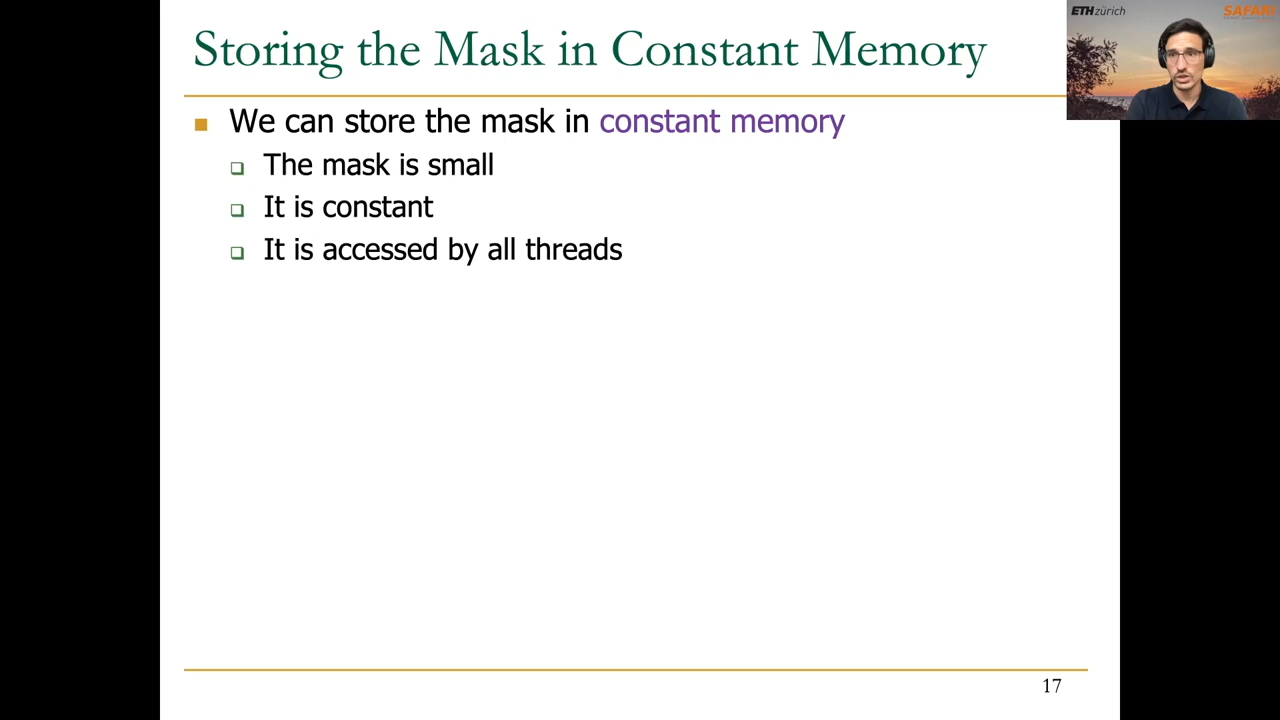 Storing the Mask in Constant Memory
We can store the mask in constant memory
The mask is small
It is constant
It is accessed by all threads
17
ETH zürich
SAFARI